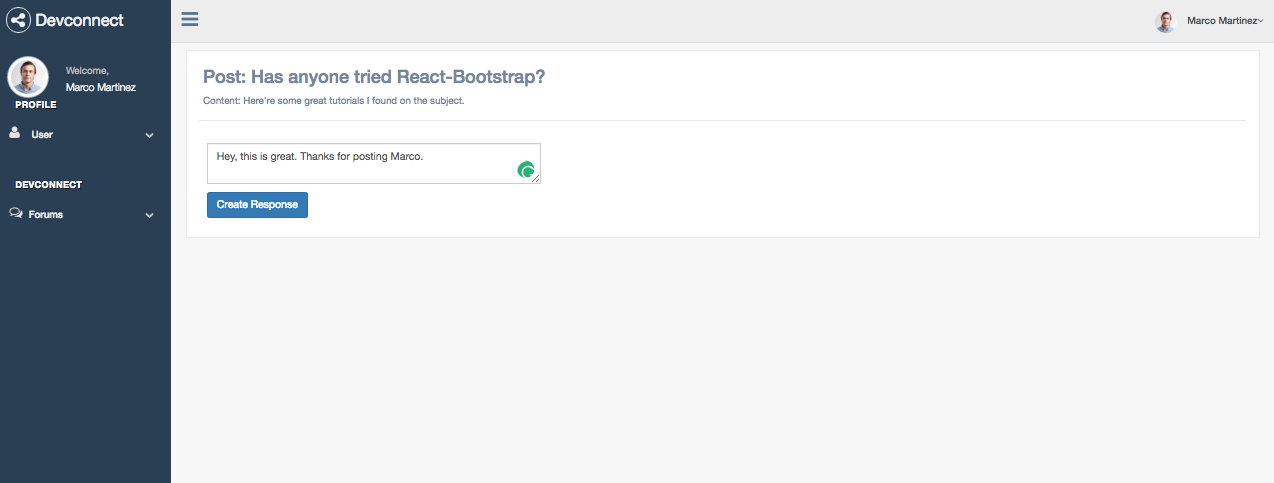 Devconnect
Marco Martinez
Welcome,
Marco Martinez
PROFILE
User
DEVCONNECT
Forums
Post: Has anyone tried React-Bootstrap?
Content: Here're some great tutorials I found on the subject.
Hey, this is great. Thanks for posting Marco.
Create Response